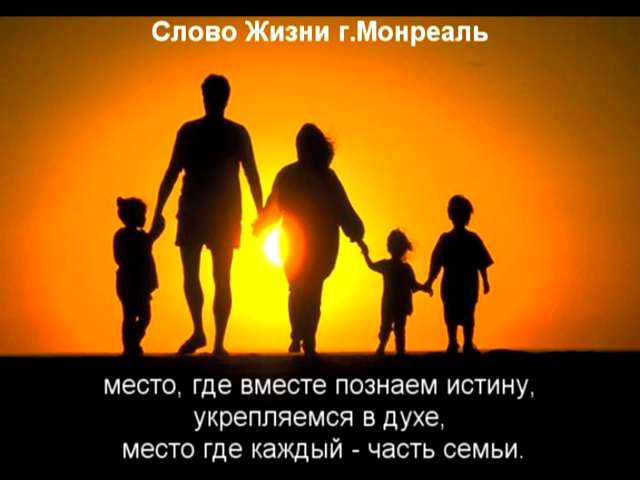 Слово Жизни г.Монреаль
место, где вместе познаем истину,
укрепляемся в духе,
место где каждый - часть семьи.